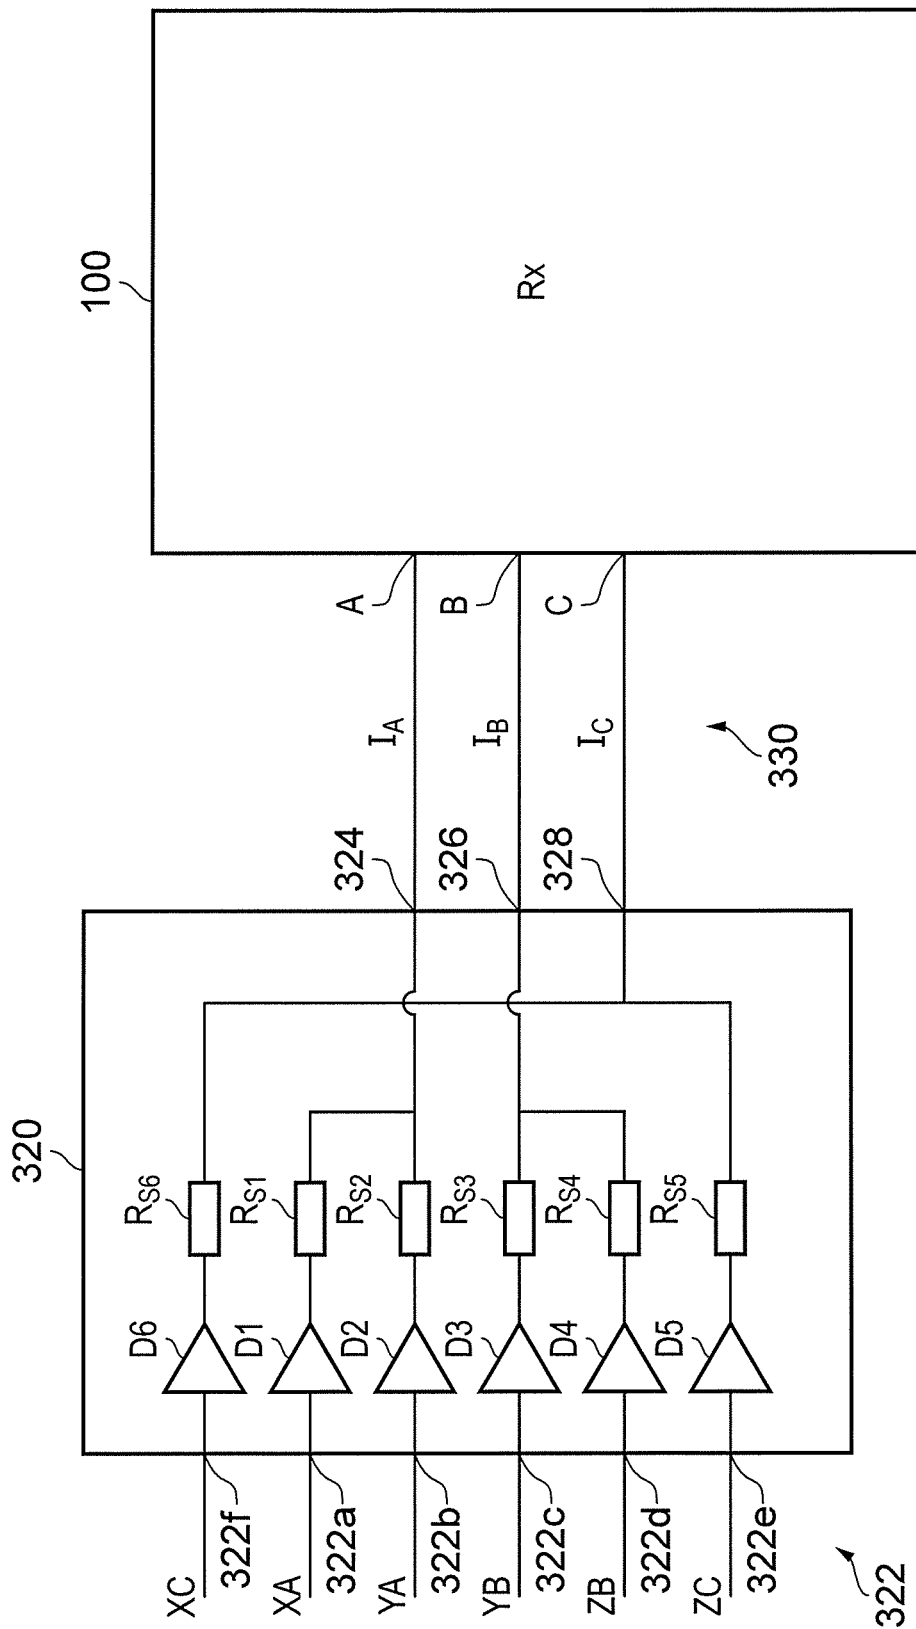 320
100
XC
322f
D6
RS6
XA
322a
D1
RS1
YA
322b
D2
RS2
324
IA
A
YB
322c
D3
RS3
326
IB
B
Rx
ZB
322d
D4
RS4
328
IC
C
ZC
322e
D5
RS5
322
330